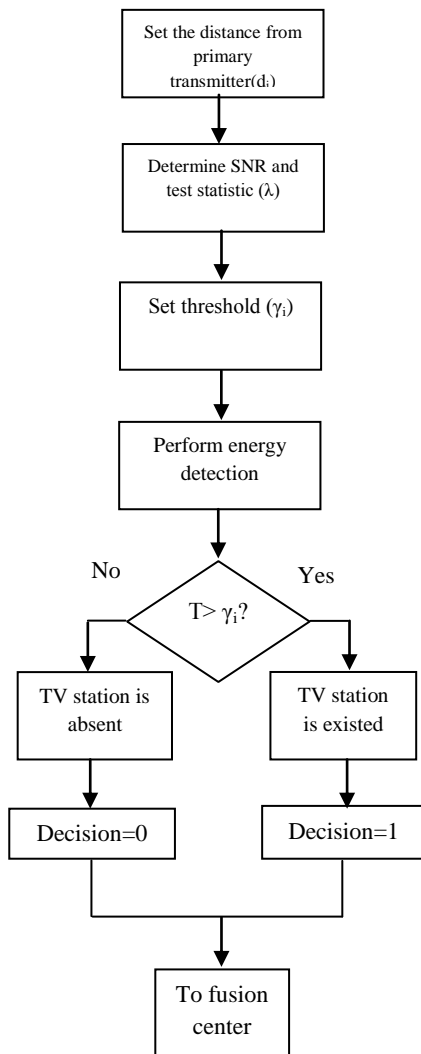 Set the distance from
primary
transmitter(dᵢ)
Determine SNR and
test statistic (λ)
Set threshold (γᵢ)
Perform energy
detection
No
Yes
T> γᵢ?
TV station is
absent
TV station
is existed
Decision=0
Decision=1
To fusion
center